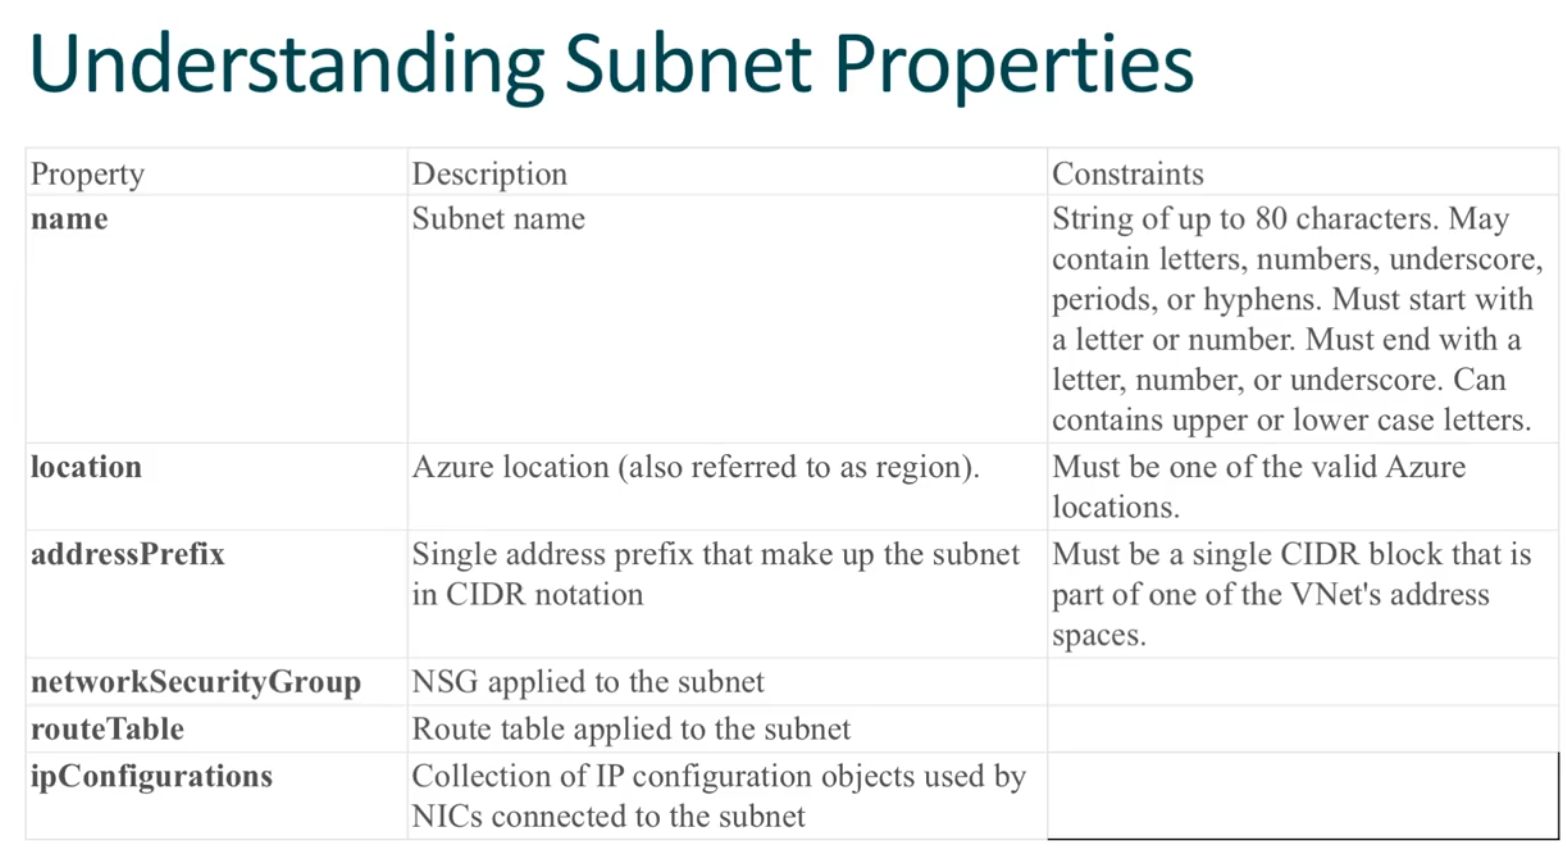 Understanding Subnet Properties
Property Description Constraints
name Subnet name String of up to 80 characters. May
contain letters, numbers, underscore,
periods, or hyphens. Must start with
a letter or number. Must end with a
letter, number, or underscore. Can
contains upper or lower case letters.
location Azure location (also referred to as region). Must be one of the valid Azure
locations.
addressPrefix Single address prefix that make up the subnet Must be a single CIDR block that is
in CIDR notation part of one of the VNet's address
spaces.
networkSecurityGroup NSG applied to the subnet
routeTable Route table applied to the subnet
ipConfigurations Collection of IP configuration objects used by
NICs connected to the subnet